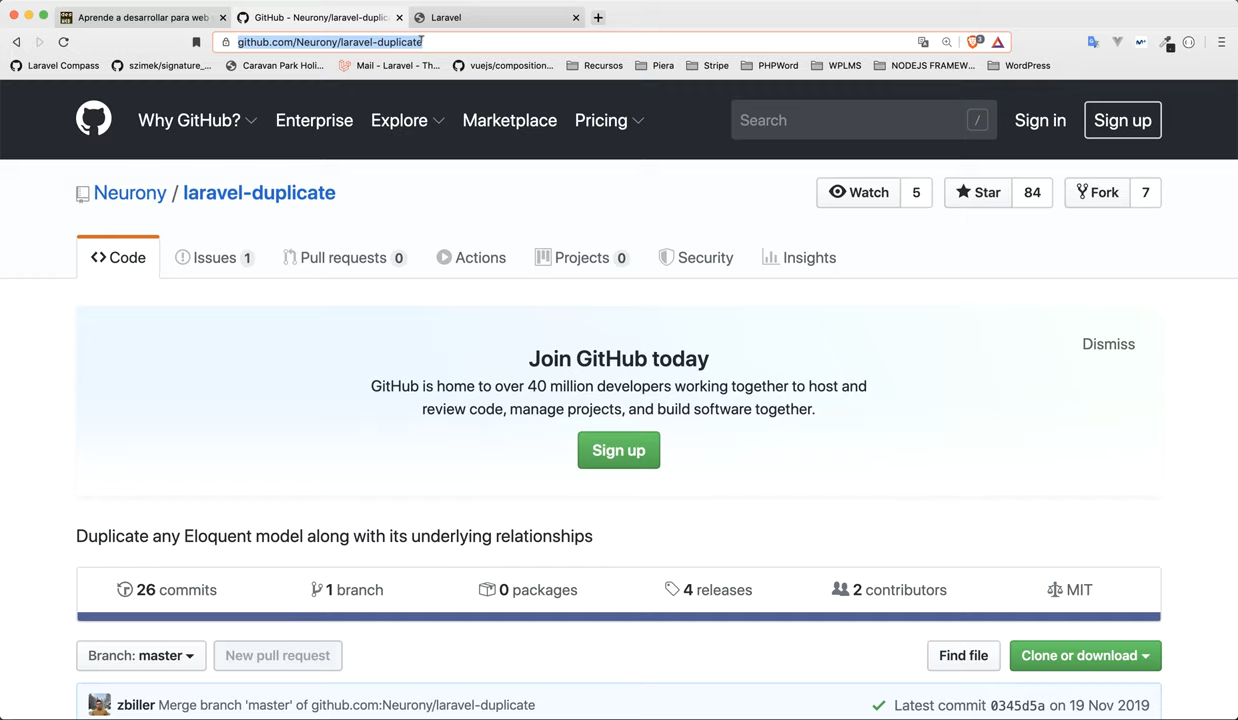 Aprende a desarrollar para web
GitHub - Neurony/laravel-duplic
Laravel
github.com/Neurony/laravel-duplicate
3
Laravel Compass
szimek/signature_...
Caravan Park Holi...
Mail - Laravel - Th...
vuejs/composition...
Recursos
Piera
Stripe
PHPWord
WPLMS
NODEJS FRAMEW...
WordPress
Why GitHub?
Enterprise
Explore
Marketplace
Pricing
Search
/
Sign in
Sign up
Neurony / laravel-duplicate
Watch 5
Star 84
Fork 7
Code
Issues 1
Pull requests 0
Actions
Projects 0
Security
Insights
Join GitHub today
Dismiss
GitHub is home to over 40 million developers working together to host and
review code, manage projects, and build software together.
Sign up
Duplicate any Eloquent model along with its underlying relationships
26 commits
1 branch
0 packages
4 releases
2 contributors
MIT
Branch: master
New pull request
Find file
Clone or download
zbiller Merge branch 'master' of github.com:Neurony/laravel-duplicate
Latest commit 0345d5a on 19 Nov 2019